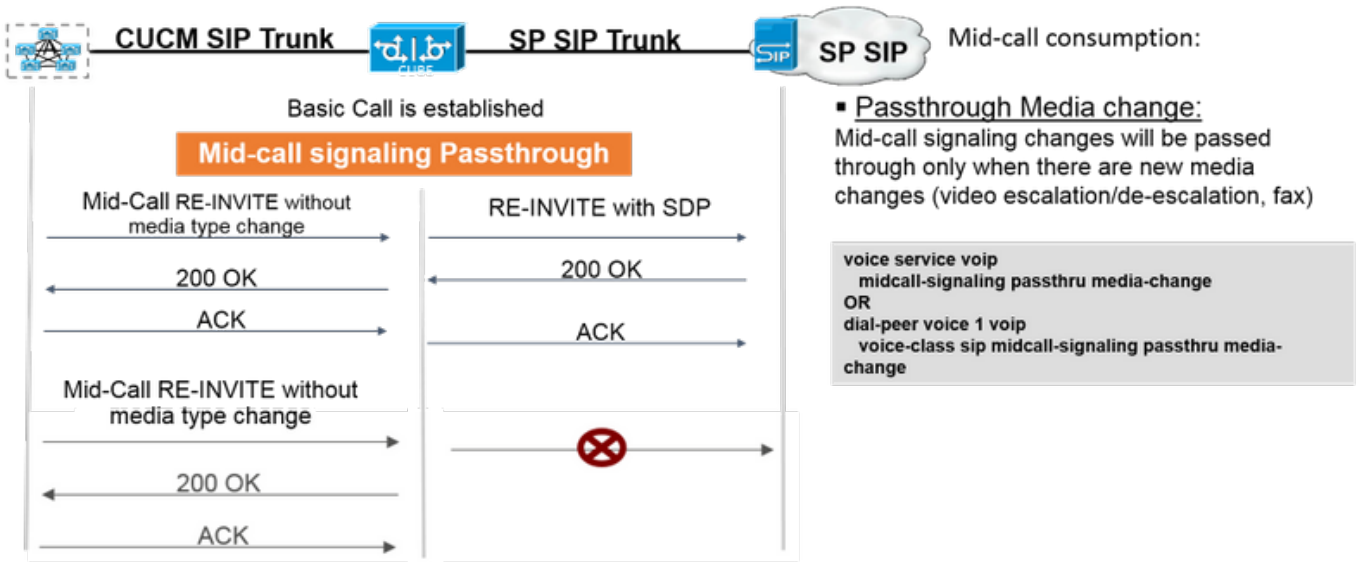 CUCM SIP Trunk
SP SIP Trunk
CUBE
SIP
SP SIP
Mid-call consumption:
Basic Call is established
Mid-call signaling Passthrough
Mid-Call RE-INVITE without
media type change
RE-INVITE with SDP
200 OK
200 OK
ACK
ACK
Mid-Call RE-INVITE without
media type change
200 OK
ACK
▪ Passthrough Media change:
Mid-call signaling changes will be passed
through only when there are new media
changes (video escalation/de-escalation, fax)
voice service voip
midcall-signaling passthru media-change
OR
dial-peer voice 1 voip
voice-class sip midcall-signaling passthru media-
change